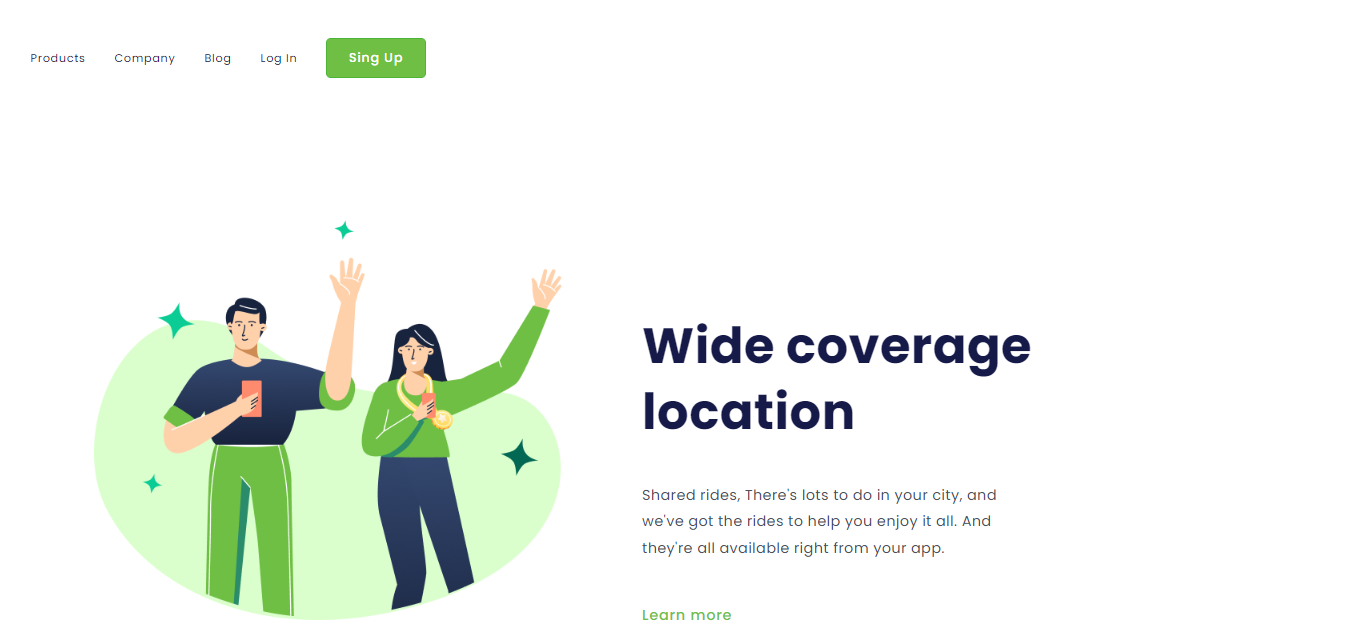 Products Company Blog Log In Sing Up
Wide coverage
location
Shared rides, There's lots to do in your city, and
we've got the rides to help you enjoy it all. And
they're all available right from your app.
Learn more